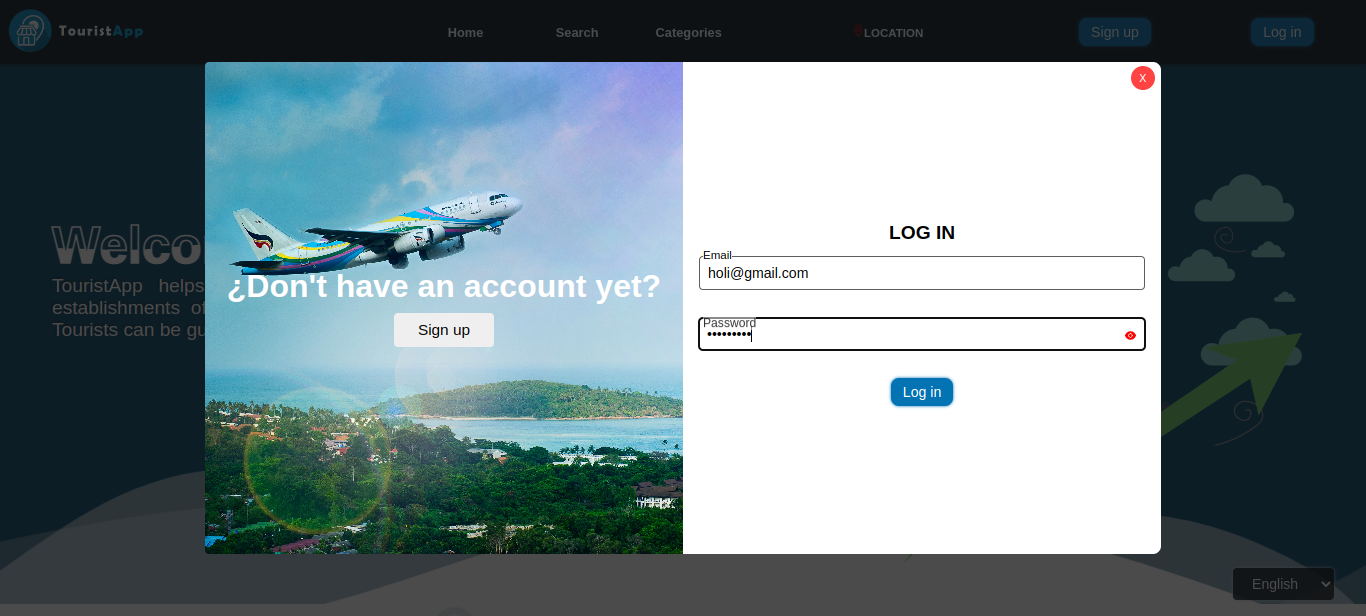 TouristApp
Home
Search
Categories
LOCATION
Sign up
Log in
X
Welco
TouristApp helps
establishments of
Tourists can be gu
¿Don't have an account yet?
Sign up
LOG IN
Email
holi@gmail.com
Password
•••••••••
Log in
English